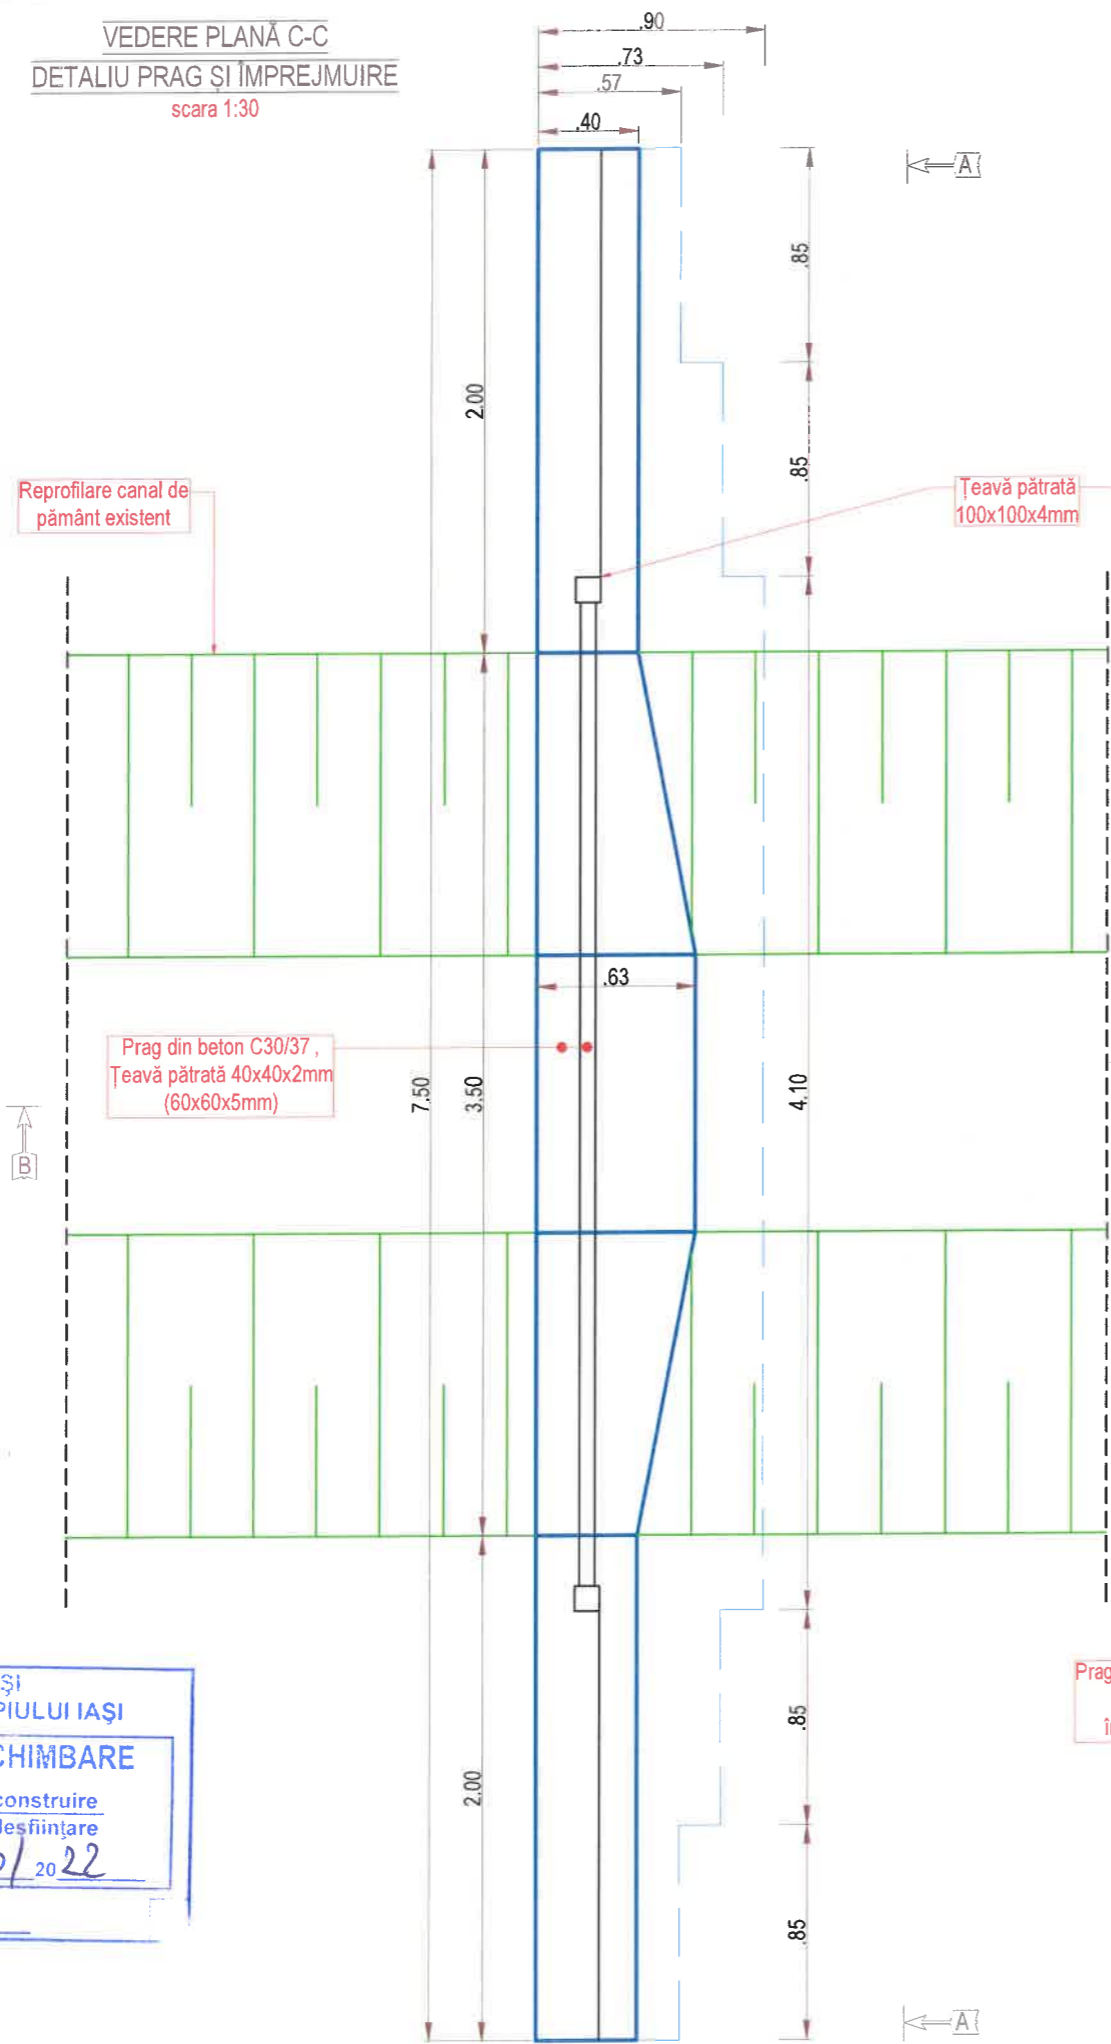 VEDERE PLANĂ C-C
DETALIU PRAG ȘI ÎMPREJMUIRE
scara 1:30
.90
.73
.57
.40
A
.85
2.00
.85
Reprofilare canal de
pământ existent
Țeavă pătrată
100x100x4mm
.63
Prag din beton C30/37 ,
Țeavă pătrată 40x40x2mm
(60x60x5mm)
7.50
3.50
4.10
B
Prag
.85
ȘI
PIULUI IAȘI
CHIMBARE
construire
desființare
20 22
2.00
.85
A